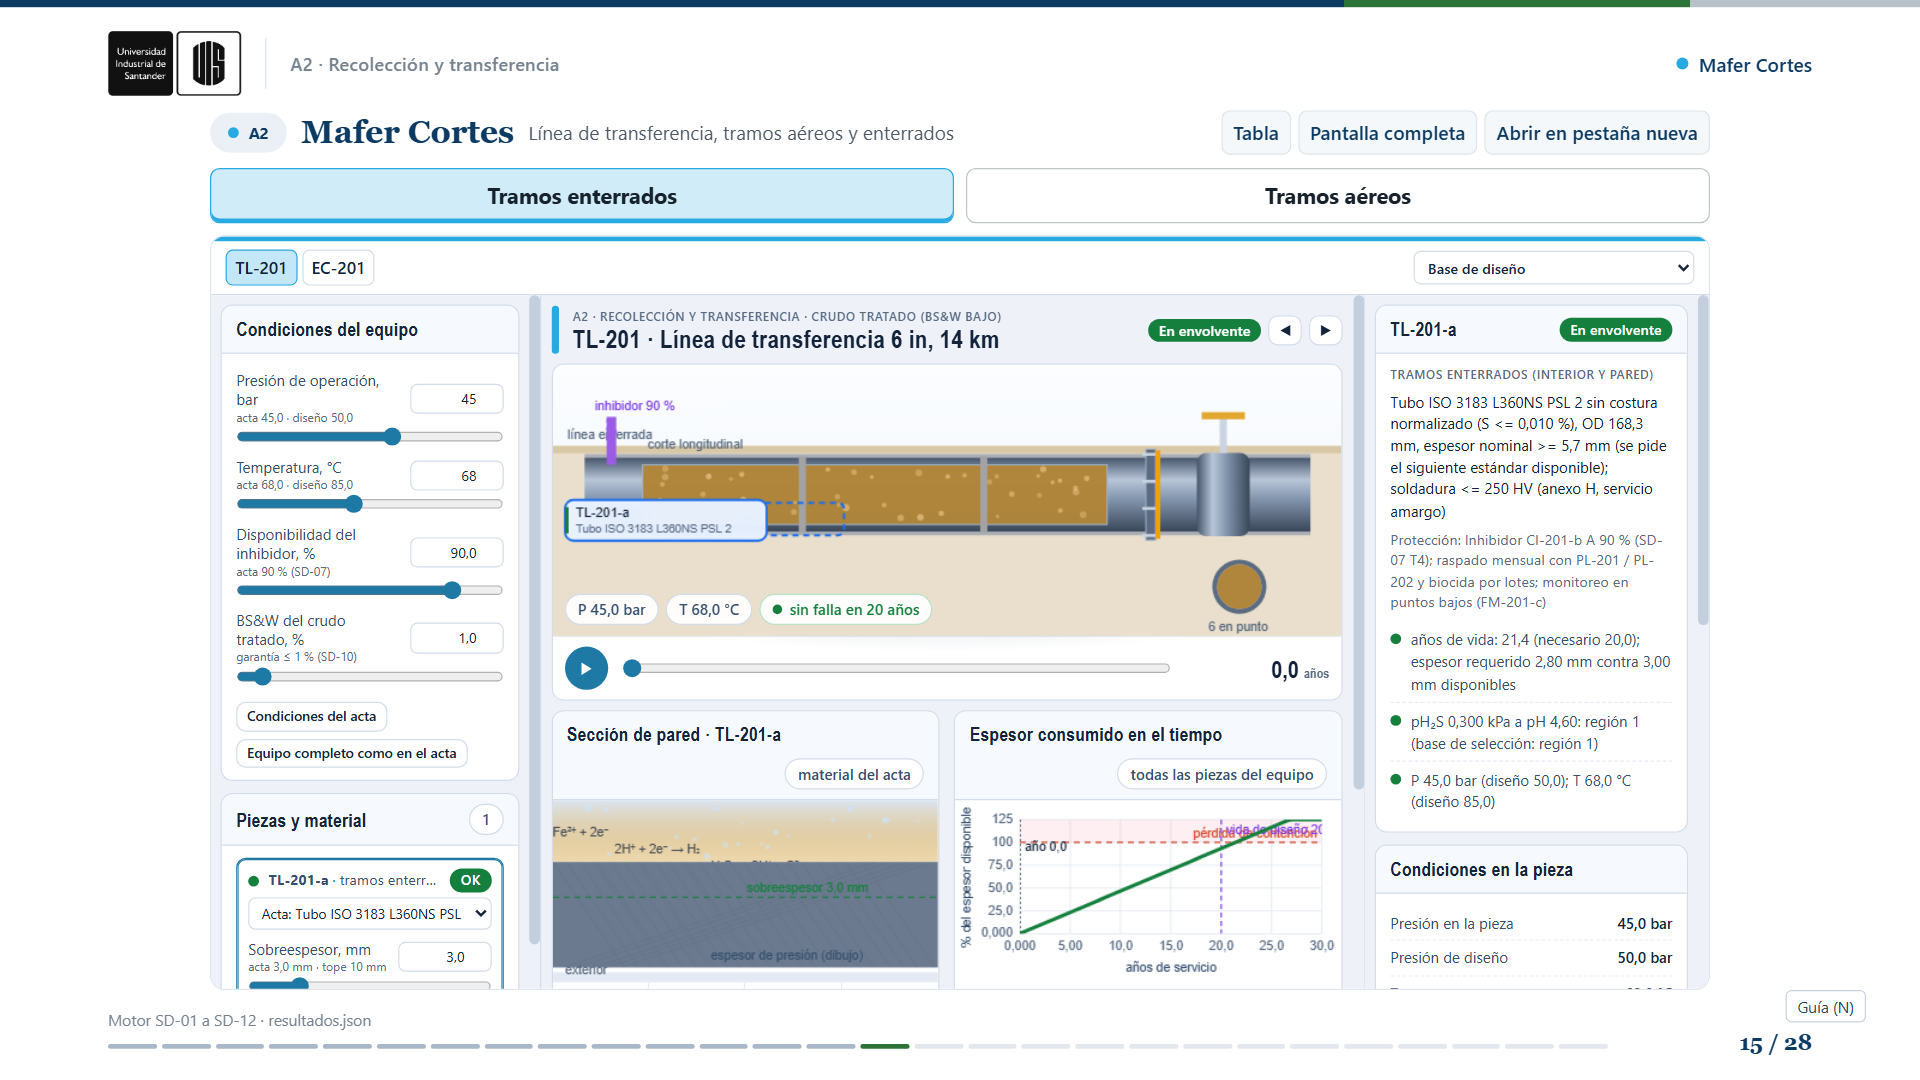 Universidad
Industrial de
Santander
UIS
A2 · Recolección y transferencia
Mafer Cortes
A2
Mafer Cortes
Línea de transferencia, tramos aéreos y enterrados
Tabla
Pantalla completa
Abrir en pestaña nueva
Tramos enterrados
Tramos aéreos
TL-201
EC-201
Base de diseño
Condiciones del equipo
Presión de operación,
bar
acta 45,0 · diseño 50,0
45
Temperatura, °C
acta 68,0 · diseño 85,0
68
Disponibilidad del
inhibidor, %
acta 90 % (SD-07)
90,0
BS&W del crudo
tratado, %
garantía ≤ 1 % (SD-10)
1,0
Condiciones del acta
Equipo completo como en el acta
Piezas y material
1
TL-201-a · tramos enterr...
OK
Acta: Tubo ISO 3183 L360NS PSL
Sobreespesor, mm
acta 3,0 mm · tope 10 mm
3,0
A2 · RECOLECCIÓN Y TRANSFERENCIA · CRUDO TRATADO (BS&W BAJO)
TL-201 · Línea de transferencia 6 in, 14 km
En envolvente
inhibidor 90 %
línea enterrada
corte longitudinal
TL-201-a
Tubo ISO 3183 L360NS PSL 2
P 45,0 bar
T 68,0 °C
sin falla en 20 años
6 en punto
0,0 años
Sección de pared · TL-201-a
material del acta
Fe²⁺ + 2e⁻
2H⁺ + 2e⁻ → H₂
sobreespesor 3,0 mm
espesor de presión (dibujo)
exterior
Espesor consumido en el tiempo
todas las piezas del equipo
% del espesor disponible
125
100
75,0
50,0
25,0
0,000
vida de diseño 20
pérdida de contención
año 0,0
0,000
5,00
10,0
15,0
20,0
25,0
30,0
años de servicio
TL-201-a
En envolvente
TRAMOS ENTERRADOS (INTERIOR Y PARED)
Tubo ISO 3183 L360NS PSL 2 sin costura
normalizado (S <= 0,010 %), OD 168,3
mm, espesor nominal >= 5,7 mm (se pide
el siguiente estándar disponible);
soldadura <= 250 HV (anexo H, servicio
amargo)
Protección: Inhibidor CI-201-b A 90 % (SD-
07 T4); raspado mensual con PL-201 / PL-
202 y biocida por lotes; monitoreo en
puntos bajos (FM-201-c)
años de vida: 21,4 (necesario 20,0);
espesor requerido 2,80 mm contra 3,00
mm disponibles
pH₂S 0,300 kPa a pH 4,60: región 1
(base de selección: región 1)
P 45,0 bar (diseño 50,0); T 68,0 °C
(diseño 85,0)
Condiciones en la pieza
Presión en la pieza
45,0 bar
Presión de diseño
50,0 bar
Motor SD-01 a SD-12 · resultados.json
Guía (N)
15 / 28